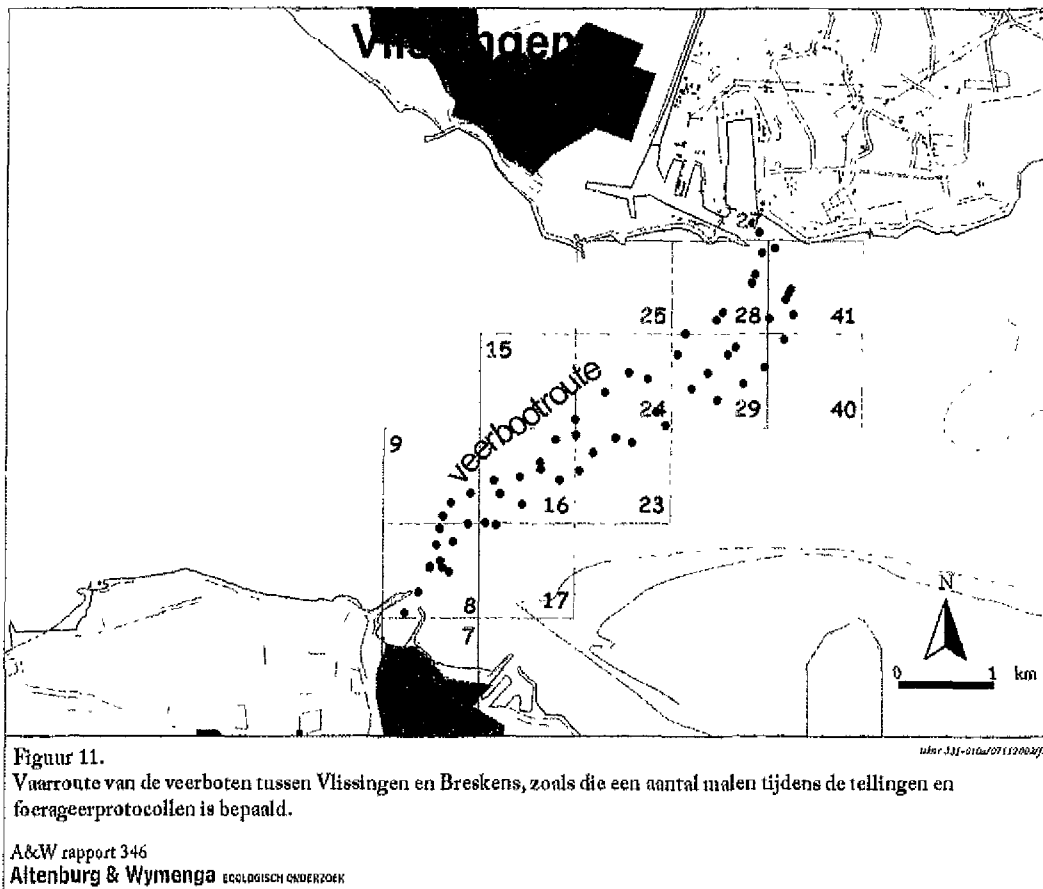 Vlissingen
27
25
28
41
15
veerbootroute
24
29
40
9
16
23
8
17
7
N
0 1 km
Figuur 11.
Vaarroute van de veerboten tussen Vlissingen en Breskens, zoals die een aantal malen tijdens de tellingen en
foerageerprotocollen is bepaald.
A&W rapport 346
Altenburg & Wymenga ECOLOGISCH ONDERZOEK